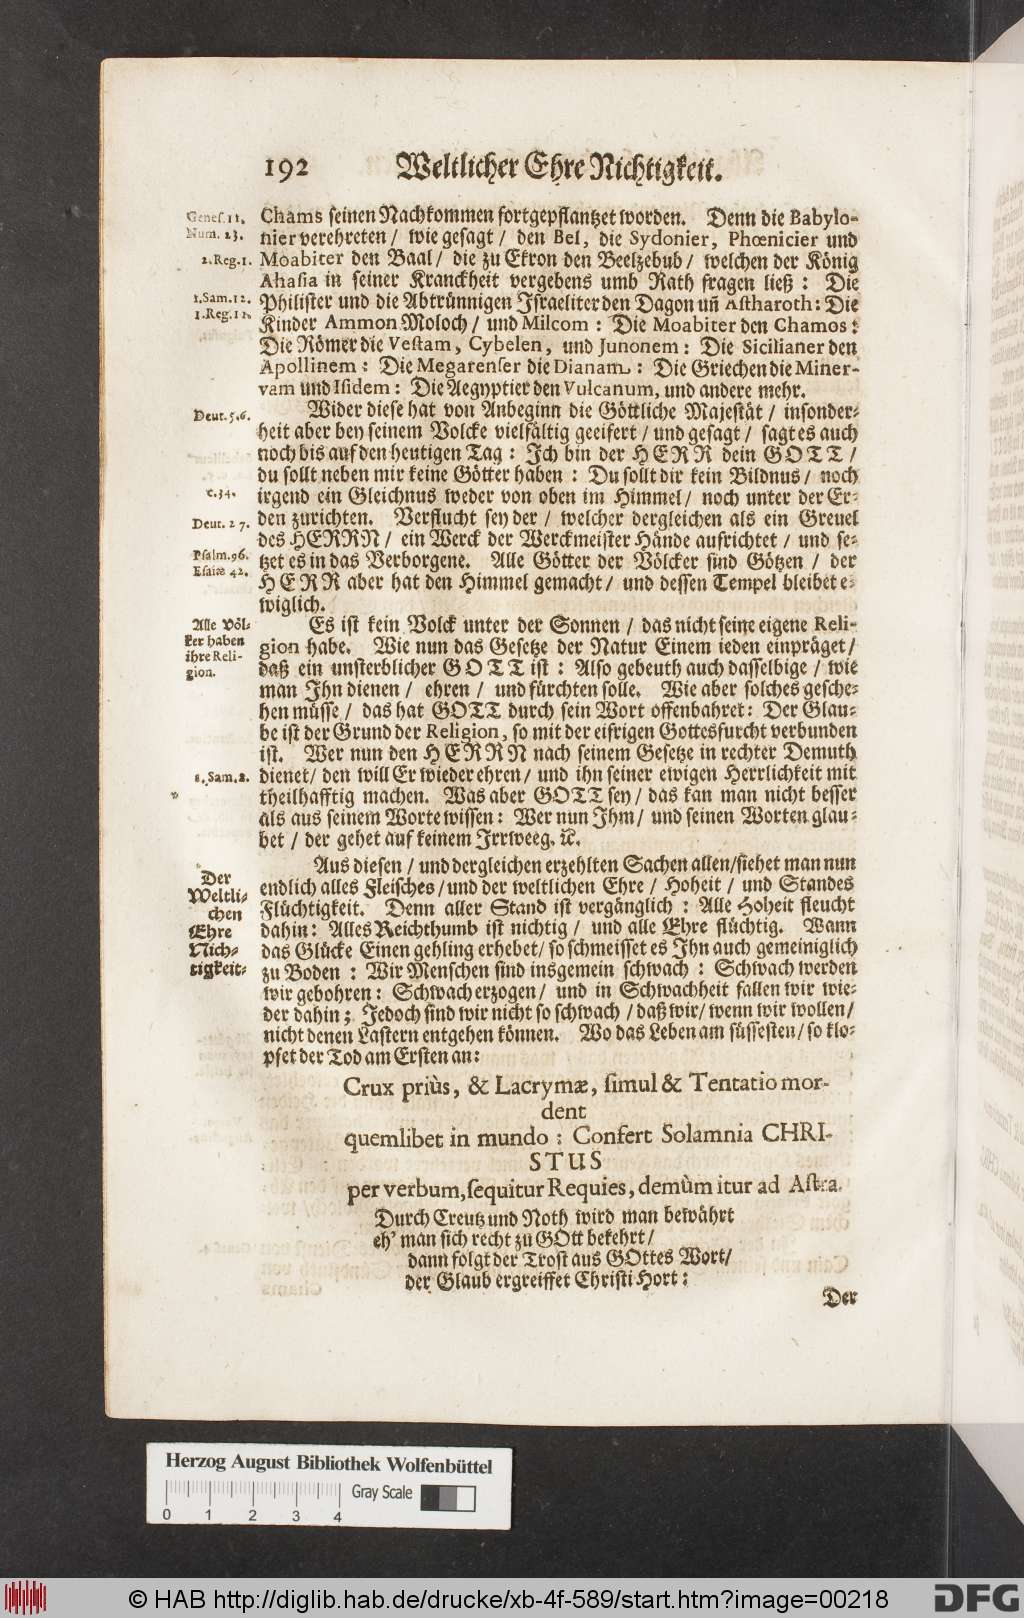 192 Weltlicher Ehre Nichtigkeit.
Genes. 11.
Num. 23.
2. Reg. 1.
1. Sam. 12.
1. Reg. 11.
Chams seinen Nachkommen fortgepflantzet worden. Denn die Babylo-
nier verehreten / wie gesagt / den Bel, die Sydonier, Phœnicier und
Moabiter den Baal / die zu Ekron den Beelzebub / welchen der König
Ahasia in seiner Kranckheit vergebens umb Rath fragen ließ : Die
Philister und die Abtrünnigen Israeliter den Dagon uñ Astharoth : Die
Kinder Ammon Moloch / und Milcom : Die Moabiter den Chamos :
Die Römer die Vestam, Cybelen, und Junonem : Die Sicilianer den
Apollinem : Die Megarenser die Dianam : Die Griechen die Miner-
vam und Isidem : Die Aegyptier den Vulcanum, und andere mehr.
Deut. 5. 6.
c. 34.
Deut. 27.
Psalm. 96.
Esaiæ 42.
Wider diese hat von Anbeginn die Göttliche Majestät / insonder-
heit aber bey seinem Volcke vielfältig geeifert / und gesagt / sagt es auch
noch bis auf den heutigen Tag : Ich bin der HERR dein GOTT /
du sollt neben mir keine Götter haben : Du sollt dir kein Bildnus / noch
irgend ein Gleichnus weder von oben im Himmel / noch unter der Er-
den zurichten. Verflucht sey der / welcher dergleichen als ein Greuel
des HERRN / ein Werck der Werckmeister Hände aufrichtet / und se-
tzet es in das Verborgene. Alle Götter der Völcker sind Götzen / der
HERR aber hat den Himmel gemacht / und dessen Tempel bleibet e-
wiglich.
Alle Völ-
ker haben
ihre Reli-
gion.
Es ist kein Volck unter der Sonnen / das nicht seine eigene Reli-
gion habe. Wie nun das Gesetze der Natur Einem ieden einpräget /
daß ein unsterblicher GOTT ist : Also gebeuth auch dasselbige / wie
man Ihn dienen / ehren / und fürchten solle. Wie aber solches gesche-
hen müsse / das hat GOTT durch sein Wort offenbahret : Der Glau-
be ist der Grund der Religion, so mit der eifrigen Gottesfurcht verbunden
ist. Wer nun den HERRN nach seinem Gesetze in rechter Demuth
dienet / den will Er wieder ehren / und ihn seiner ewigen Herrlichkeit mit
theilhafftig machen. Was aber GOTT sey / das kan man nicht besser
als aus seinem Worte wissen : Wer nun Ihm / und seinen Worten glau-
bet / der gehet auf keinem Irrweeg. ꝛc.
Sam. 2.
Der
Weltli-
chen
Ehre
Nich-
tigkeit.
Aus diesen / und dergleichen erzehlten Sachen allen / siehet man nun
endlich alles Fleisches / und der weltlichen Ehre / Hoheit / und Standes
Flüchtigkeit. Denn aller Stand ist vergänglich : Alle Hoheit fleucht
dahin : Alles Reichthumb ist nichtig / und alle Ehre flüchtig. Wann
das Glücke Einen gehling erhebet / so schmeisset es Ihn auch gemeiniglich
zu Boden : Wir Menschen sind insgemein schwach : Schwach werden
wir gebohren : Schwach erzogen / und in Schwachheit fallen wir wie-
der dahin ; Jedoch sind wir nicht so schwach / daß wir / wenn wir wollen /
nicht denen Lastern entgehen können. Wo das Leben am süssesten / so klo-
pfet der Tod am Ersten an :
Crux priùs, & Lacrymæ, simul & Tentatio mor-
dent
quemlibet in mundo : Confert Solamnia CHRI-
STUS
per verbum, sequitur Requies, demùm itur ad Astra.
Durch Creutz und Noth wird man bewährt
eh' man sich recht zu GOtt bekehrt /
dann folgt der Trost aus GOttes Wort /
der Glaub ergreiffet Christi Hort :
Der
Herzog August Bibliothek Wolfenbüttel
Gray Scale
0 1 2 3 4
© HAB http://diglib.hab.de/drucke/xb-4f-589/start.htm?image=00218
DFG